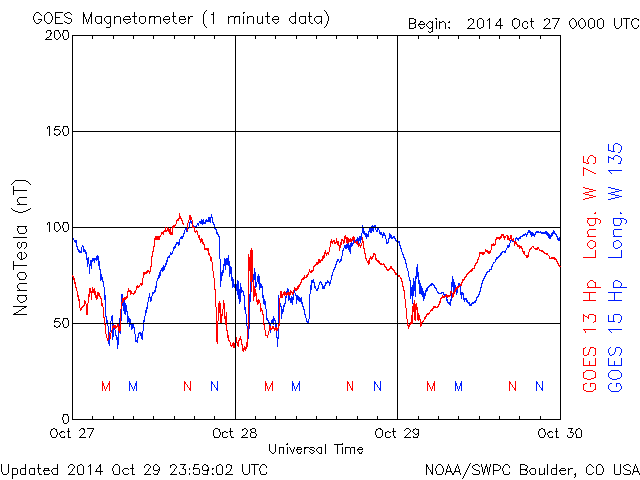 GOES Magnetometer (1 minute data)
Begin: 2014 Oct 27 0000 UTC
200
150
100
50
0
NanoTesla (nT)
M M N N M M N N M M N N
Oct 27 Oct 28 Oct 29 Oct 30
Universal Time
GOES 13 Hp Long. W 75
GOES 15 Hp Long. W 135
Updated 2014 Oct 29 23:59:02 UTC
NOAA/SWPC Boulder, CO USA